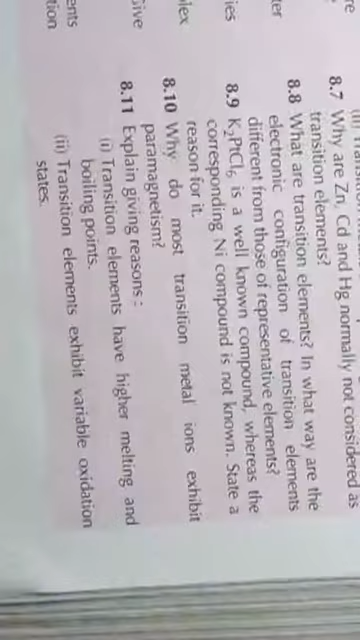 8.7 Why are Zn, Cd and Hg normally not considered as
transition elements?
8.8 What are transition elements? In what way are the
electronic configuration of transition elements
different from those of representative elements?
8.9 K₂PtCl₆ is a well known compound, whereas the
corresponding Ni compound is not known. State a
reason for it.
8.10 Why do most transition metal ions exhibit
paramagnetism?
8.11 Explain giving reasons :
(i) Transition elements have higher melting and
boiling points.
(ii) Transition elements exhibit variable oxidation
states.